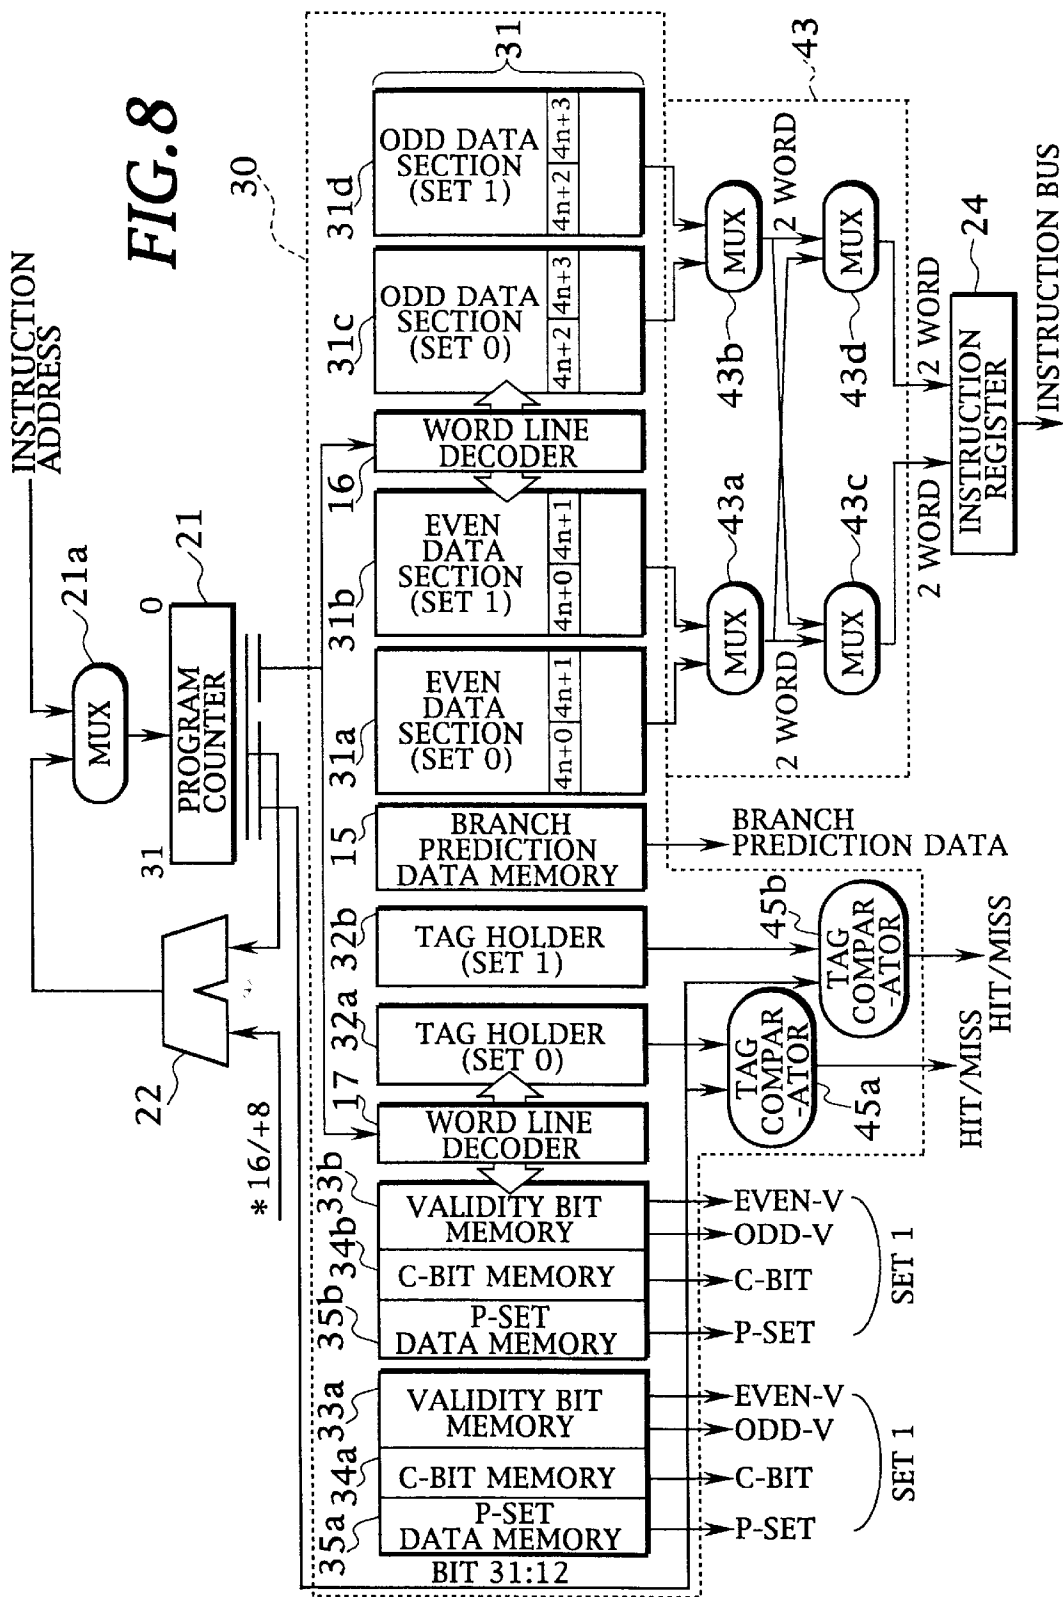 FIG.8
INSTRUCTION
ADDRESS
21a
MUX
21
31
0
PROGRAM
COUNTER
22
*16/+8
30
31
35a
34a
33a
35b
34b
33b
17
32a
32b
15
31a
31b
16
31c
31d
P-SET
DATA MEMORY
C-BIT MEMORY
VALIDITY BIT
MEMORY
P-SET
DATA MEMORY
C-BIT MEMORY
VALIDITY BIT
MEMORY
WORD LINE
DECODER
TAG HOLDER
(SET 0)
TAG HOLDER
(SET 1)
BRANCH
PREDICTION
DATA MEMORY
EVEN
DATA
SECTION
(SET 0)
4n+0 4n+1
EVEN
DATA
SECTION
(SET 1)
4n+0 4n+1
WORD LINE
DECODER
ODD DATA
SECTION
(SET 0)
4n+2 4n+3
ODD DATA
SECTION
(SET 1)
4n+2 4n+3
BIT 31:12
P-SET
C-BIT
ODD-V
EVEN-V
SET 1
P-SET
C-BIT
ODD-V
EVEN-V
SET 1
TAG
COMPAR
-ATOR
45a
HIT/MISS
TAG
COMPAR
-ATOR
45b
HIT/MISS
BRANCH
PREDICTION DATA
43
MUX
43a
MUX
43b
2 WORD
2 WORD
MUX
43c
MUX
43d
2 WORD
2 WORD
INSTRUCTION
REGISTER
24
INSTRUCTION BUS